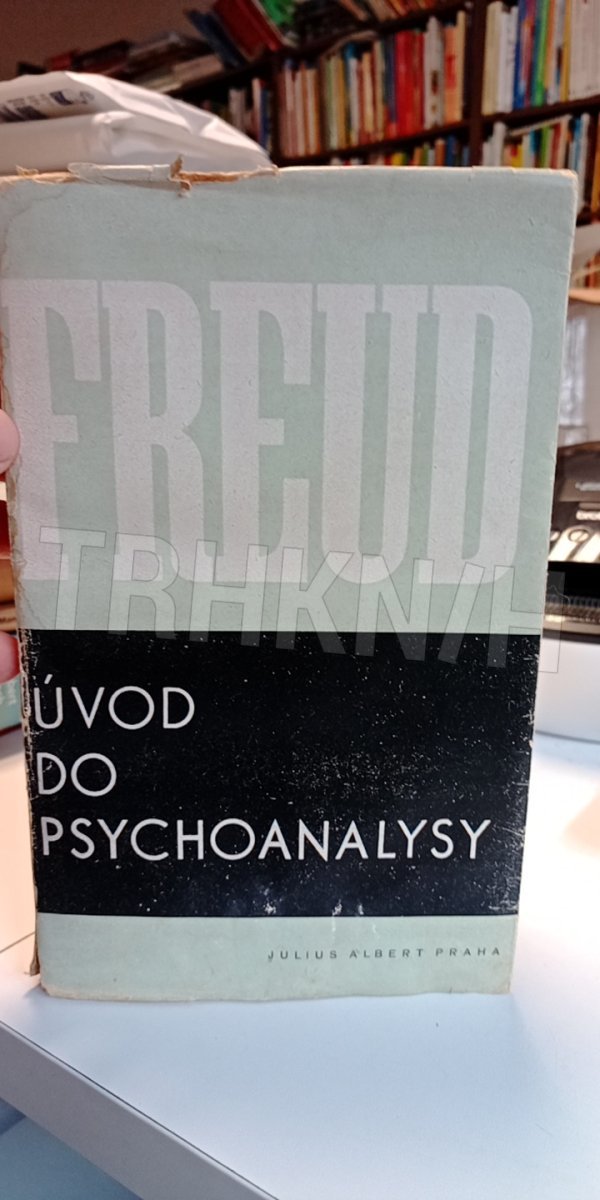 FREUD
TRHKNIH
ÚVOD
DO
PSYCHOANALYSY
JULIUS ALBERT PRAHA